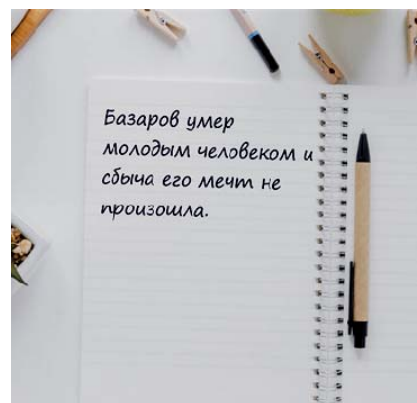 Базаров умер
молодым человеком и
сбыча его мечт не
произошла.